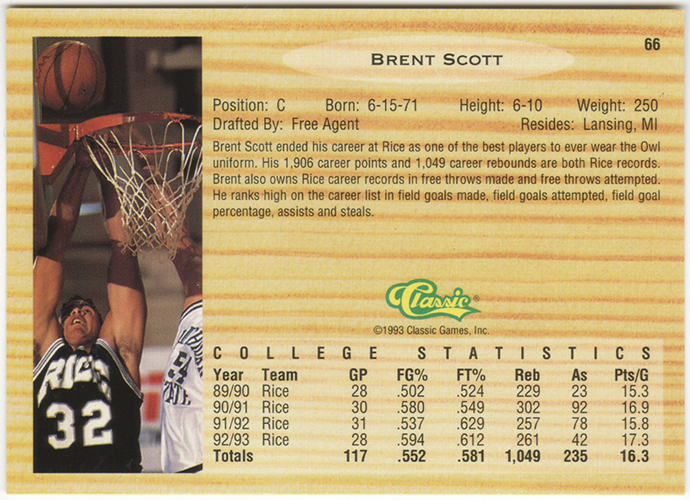 66
BRENT SCOTT
Position: C Born: 6-15-71 Height: 6-10 Weight: 250
Drafted By: Free Agent Resides: Lansing, MI
Brent Scott ended his career at Rice as one of the best players to ever wear the Owl
uniform. His 1,906 career points and 1,049 career rebounds are both Rice records.
Brent also owns Rice career records in free throws made and free throws attempted.
He ranks high on the career list in field goals made, field goals attempted, field goal
percentage, assists and steals.
Classic®
©1993 Classic Games, Inc.
COLLEGE STATISTICS
Year Team GP FG% FT% Reb As Pts/G
89/90 Rice 28 .502 .524 229 23 15.3
90/91 Rice 30 .580 .549 302 92 16.9
91/92 Rice 31 .537 .629 257 78 15.8
92/93 Rice 28 .594 .612 261 42 17.3
Totals 117 .552 .581 1,049 235 16.3
RICE
32